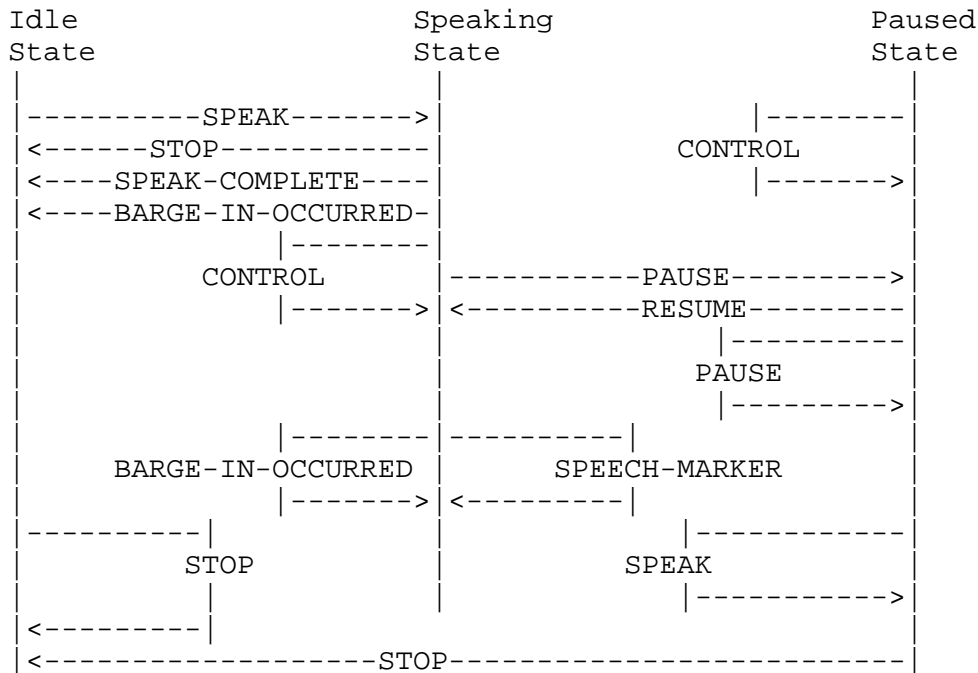 Idle                   Speaking                  Paused
State                  State                     State
|                       |                          |
|----------SPEAK------->|                 |--------|
|<------STOP------------|             CONTROL      |
|<----SPEAK-COMPLETE----|                 |------->|
|<----BARGE-IN-OCCURRED-|                          |
|              |--------|                          |
|          CONTROL      |-----------PAUSE--------->|
|              |------->|<----------RESUME---------|
|                       |               |----------|
|                       |              PAUSE       |
|                       |               |--------->|
|              |--------|----------|               |
|     BARGE-IN-OCCURRED |      SPEECH-MARKER       |
|              |------->|<---------|               |
|----------|            |             |------------|
|         STOP          |          SPEAK           |
|          |            |             |----------->|
|<---------|                                       |
|<-------------------STOP--------------------------|